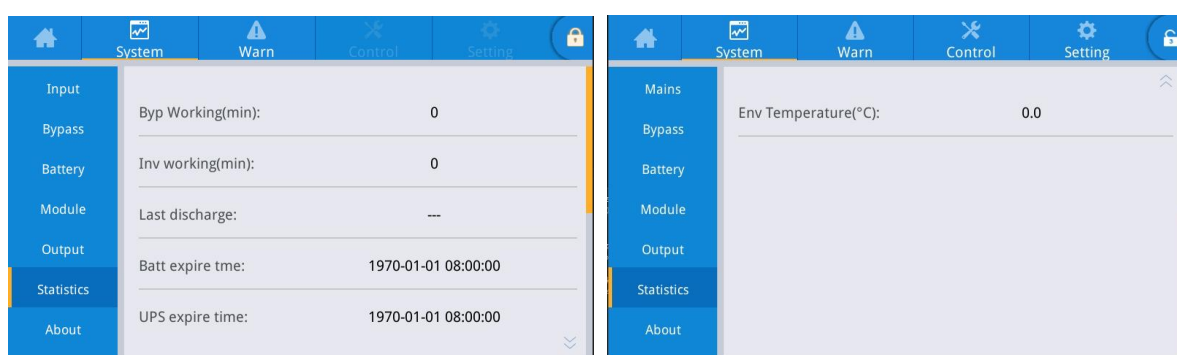 System Warn Control Setting
Input
Bypass
Battery
Module
Output
Statistics
About
Byp Working(min): 0
Inv working(min): 0
Last discharge: ---
Batt expire tme: 1970-01-01 08:00:00
UPS expire time: 1970-01-01 08:00:00
System Warn Control Setting
Mains
Bypass
Battery
Module
Output
Statistics
About
Env Temperature(°C): 0.0